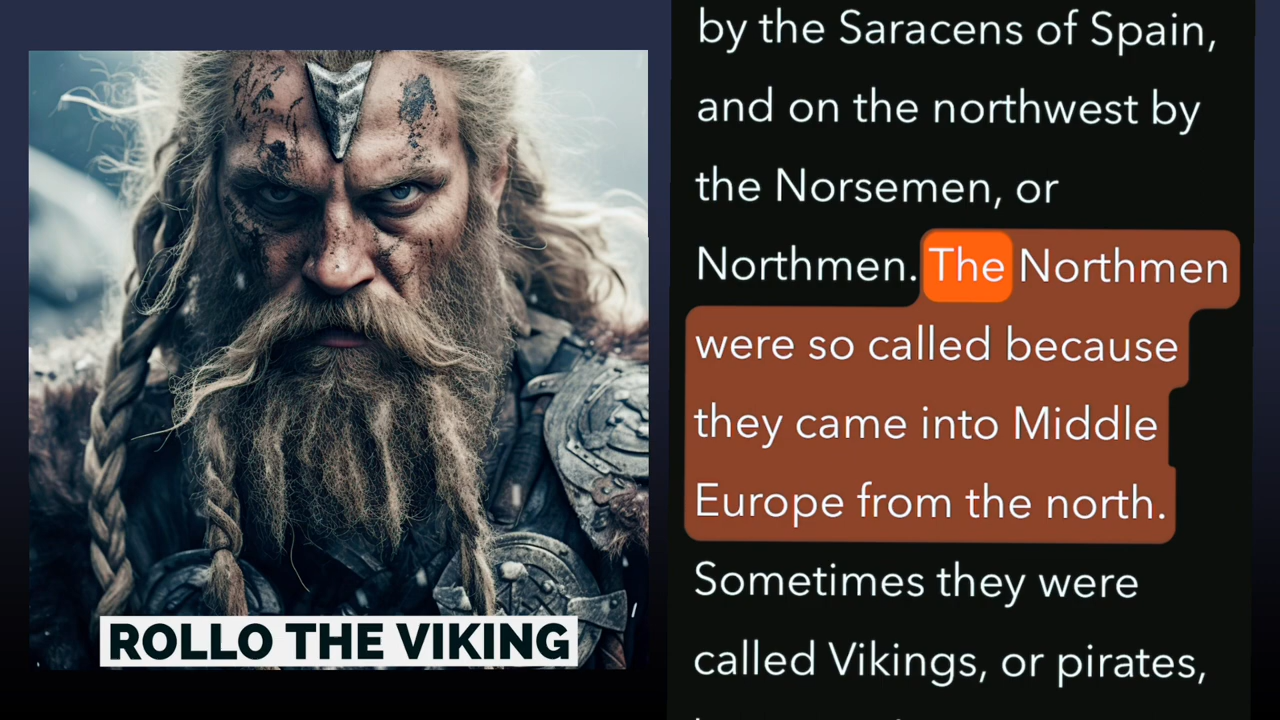 ROLLO THE VIKING
by the Saracens of Spain,
and on the northwest by
the Norsemen, or
Northmen. The Northmen
were so called because
they came into Middle
Europe from the north.
Sometimes they were
called Vikings, or pirates,